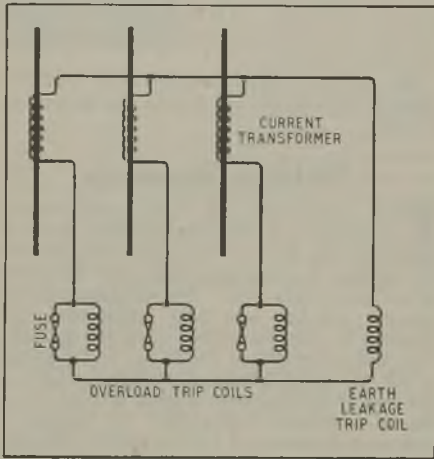 CURRENT
TRANSFORMER
FUSE
OVERLOAD TRIP COILS
EARTH
LEAKAGE
TRIP COIL